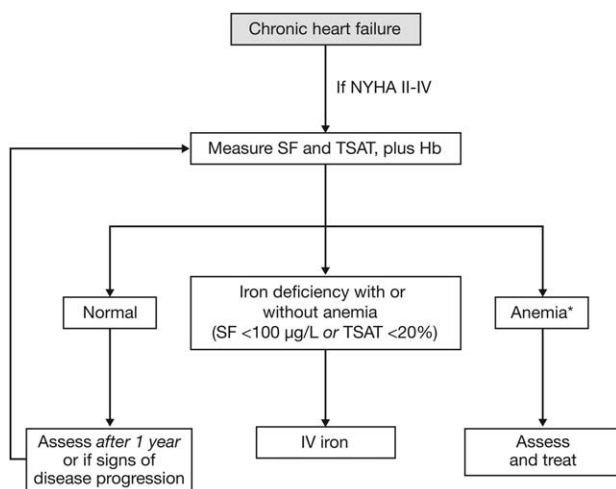 Chronic heart failure
If NYHA II-IV
Measure SF and TSAT, plus Hb
Normal
Iron deficiency with or
without anemia
(SF <100 µg/L or TSAT <20%)
Anemia*
Assess after 1 year
or if signs of
disease progression
IV iron
Assess
and treat